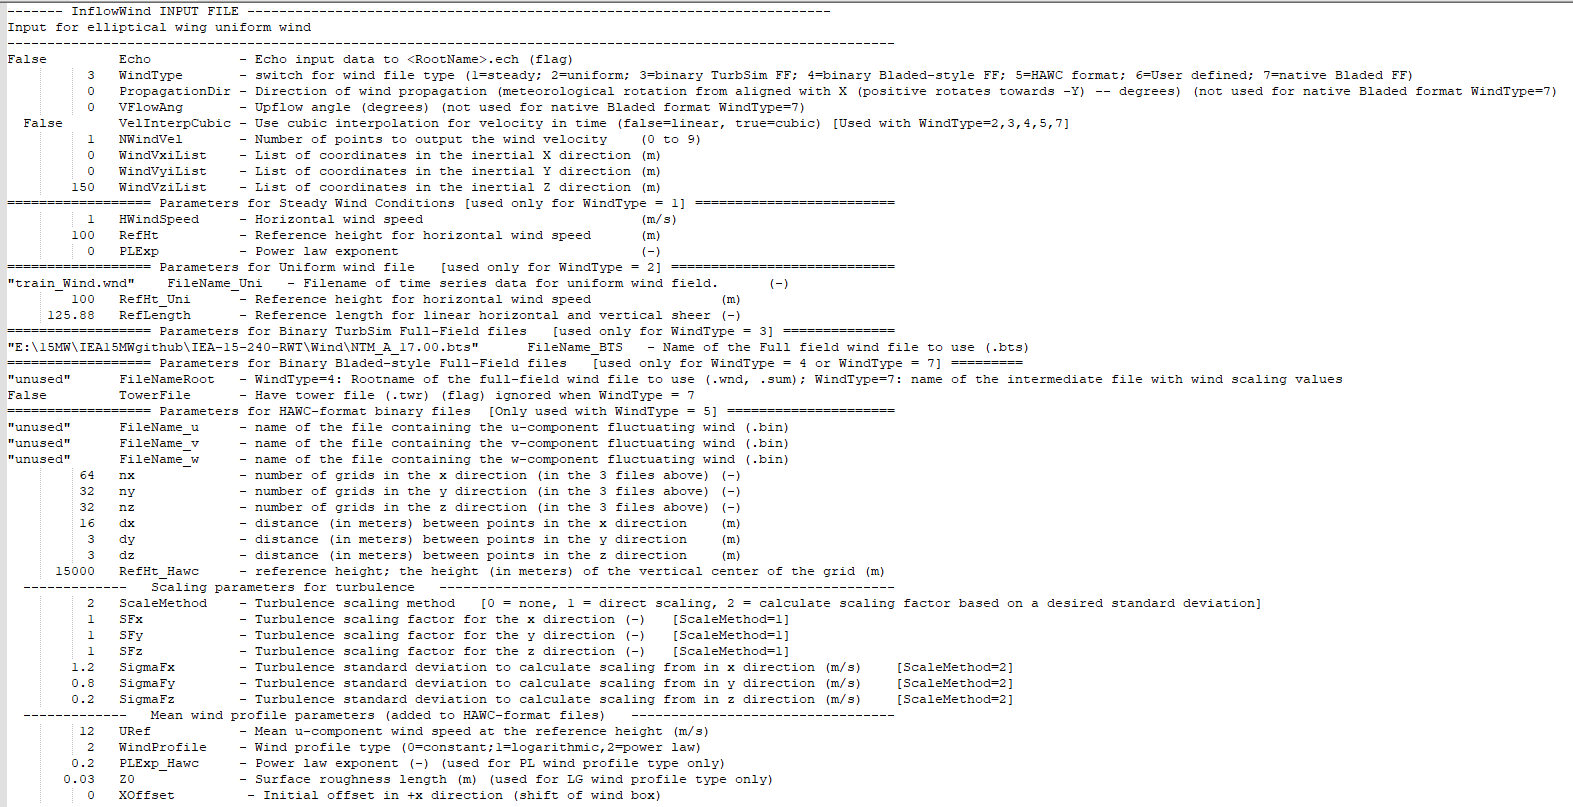 ------- InflowWind INPUT FILE -------------------------------------------------------------------------
Input for elliptical wing uniform wind
---------------------------------------------------------------------------------------------------------------
False         Echo           - Echo input data to <RootName>.ech (flag)
          3   WindType       - switch for wind file type (1=steady; 2=uniform; 3=binary TurbSim FF; 4=binary Bladed-style FF; 5=HAWC format; 6=User defined; 7=native Bladed FF)
          0   PropagationDir - Direction of wind propagation (meteorological rotation from aligned with X (positive rotates towards -Y) -- degrees) (not used for native Bladed format WindType=7)
          0   VFlowAng       - Upflow angle (degrees) (not used for native Bladed format WindType=7)
  False       VelInterpCubic - Use cubic interpolation for velocity in time (false=linear, true=cubic) [Used with WindType=2,3,4,5,7]
          1   NWindVel       - Number of points to output the wind velocity    (0 to 9)
          0   WindVxiList    - List of coordinates in the inertial X direction (m)
          0   WindVyiList    - List of coordinates in the inertial Y direction (m)
        150   WindVziList    - List of coordinates in the inertial Z direction (m)
================== Parameters for Steady Wind Conditions [used only for WindType = 1] =========================
          1   HWindSpeed     - Horizontal wind speed                           (m/s)
        100   RefHt          - Reference height for horizontal wind speed      (m)
          0   PLExp          - Power law exponent                              (-)
================== Parameters for Uniform wind file   [used only for WindType = 2] ============================
"train_Wind.wnd"    FileName_Uni   - Filename of time series data for uniform wind field.      (-)
        100   RefHt_Uni      - Reference height for horizontal wind speed                (m)
     125.88   RefLength      - Reference length for linear horizontal and vertical sheer (-)
================== Parameters for Binary TurbSim Full-Field files   [used only for WindType = 3] ==============
"E:\15MW\IEA15MWgithub\IEA-15-240-RWT\Wind\NTM_A_17.00.bts"      FileName_BTS   - Name of the Full field wind file to use (.bts)
================== Parameters for Binary Bladed-style Full-Field files   [used only for WindType = 4 or WindType = 7] =========
"unused"      FileNameRoot   - WindType=4: Rootname of the full-field wind file to use (.wnd, .sum); WindType=7: name of the intermediate file with wind scaling values
False         TowerFile      - Have tower file (.twr) (flag) ignored when WindType = 7
================== Parameters for HAWC-format binary files  [Only used with WindType = 5] =====================
"unused"      FileName_u     - name of the file containing the u-component fluctuating wind (.bin)
"unused"      FileName_v     - name of the file containing the v-component fluctuating wind (.bin)
"unused"      FileName_w     - name of the file containing the w-component fluctuating wind (.bin)
         64   nx             - number of grids in the x direction (in the 3 files above) (-)
         32   ny             - number of grids in the y direction (in the 3 files above) (-)
         32   nz             - number of grids in the z direction (in the 3 files above) (-)
         16   dx             - distance (in meters) between points in the x direction    (m)
          3   dy             - distance (in meters) between points in the y direction    (m)
          3   dz             - distance (in meters) between points in the z direction    (m)
      15000   RefHt_Hawc     - reference height; the height (in meters) of the vertical center of the grid (m)
  -------------   Scaling parameters for turbulence   ---------------------------------------------------------
          2   ScaleMethod    - Turbulence scaling method   [0 = none, 1 = direct scaling, 2 = calculate scaling factor based on a desired standard deviation]
          1   SFx            - Turbulence scaling factor for the x direction (-)   [ScaleMethod=1]
          1   SFy            - Turbulence scaling factor for the y direction (-)   [ScaleMethod=1]
          1   SFz            - Turbulence scaling factor for the z direction (-)   [ScaleMethod=1]
        1.2   SigmaFx        - Turbulence standard deviation to calculate scaling from in x direction (m/s)    [ScaleMethod=2]
        0.8   SigmaFy        - Turbulence standard deviation to calculate scaling from in y direction (m/s)    [ScaleMethod=2]
        0.2   SigmaFz        - Turbulence standard deviation to calculate scaling from in z direction (m/s)    [ScaleMethod=2]
  -------------   Mean wind profile parameters (added to HAWC-format files)   ---------------------------------
         12   URef           - Mean u-component wind speed at the reference height (m/s)
          2   WindProfile    - Wind profile type (0=constant;1=logarithmic,2=power law)
        0.2   PLExp_Hawc     - Power law exponent (-) (used for PL wind profile type only)
       0.03   Z0             - Surface roughness length (m) (used for LG wind profile type only)
          0   XOffset         - Initial offset in +x direction (shift of wind box)